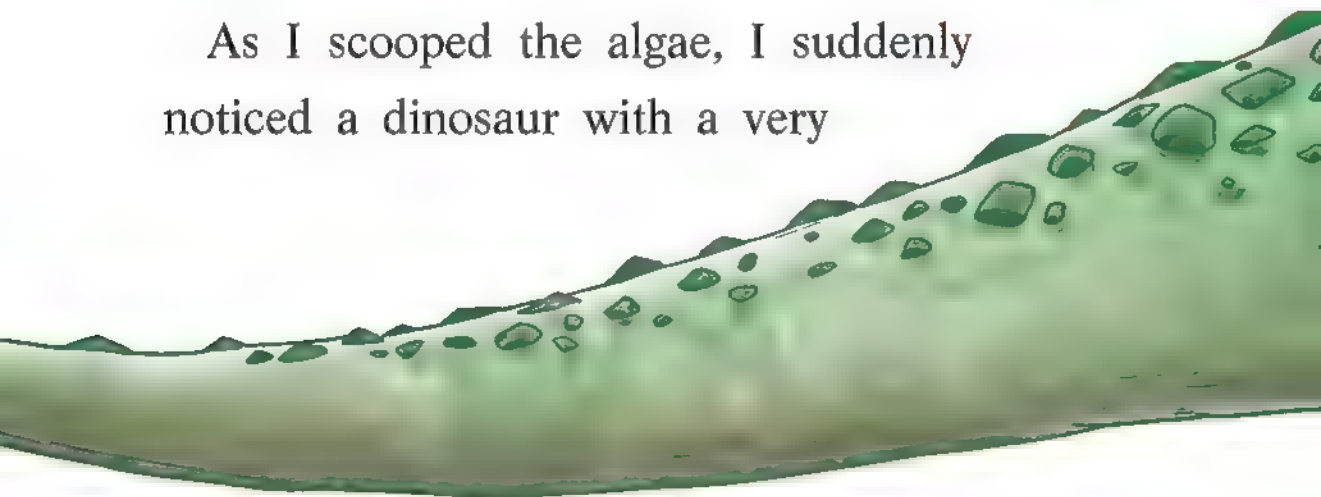 As I scooped the algae, I suddenly
noticed a dinosaur with a very